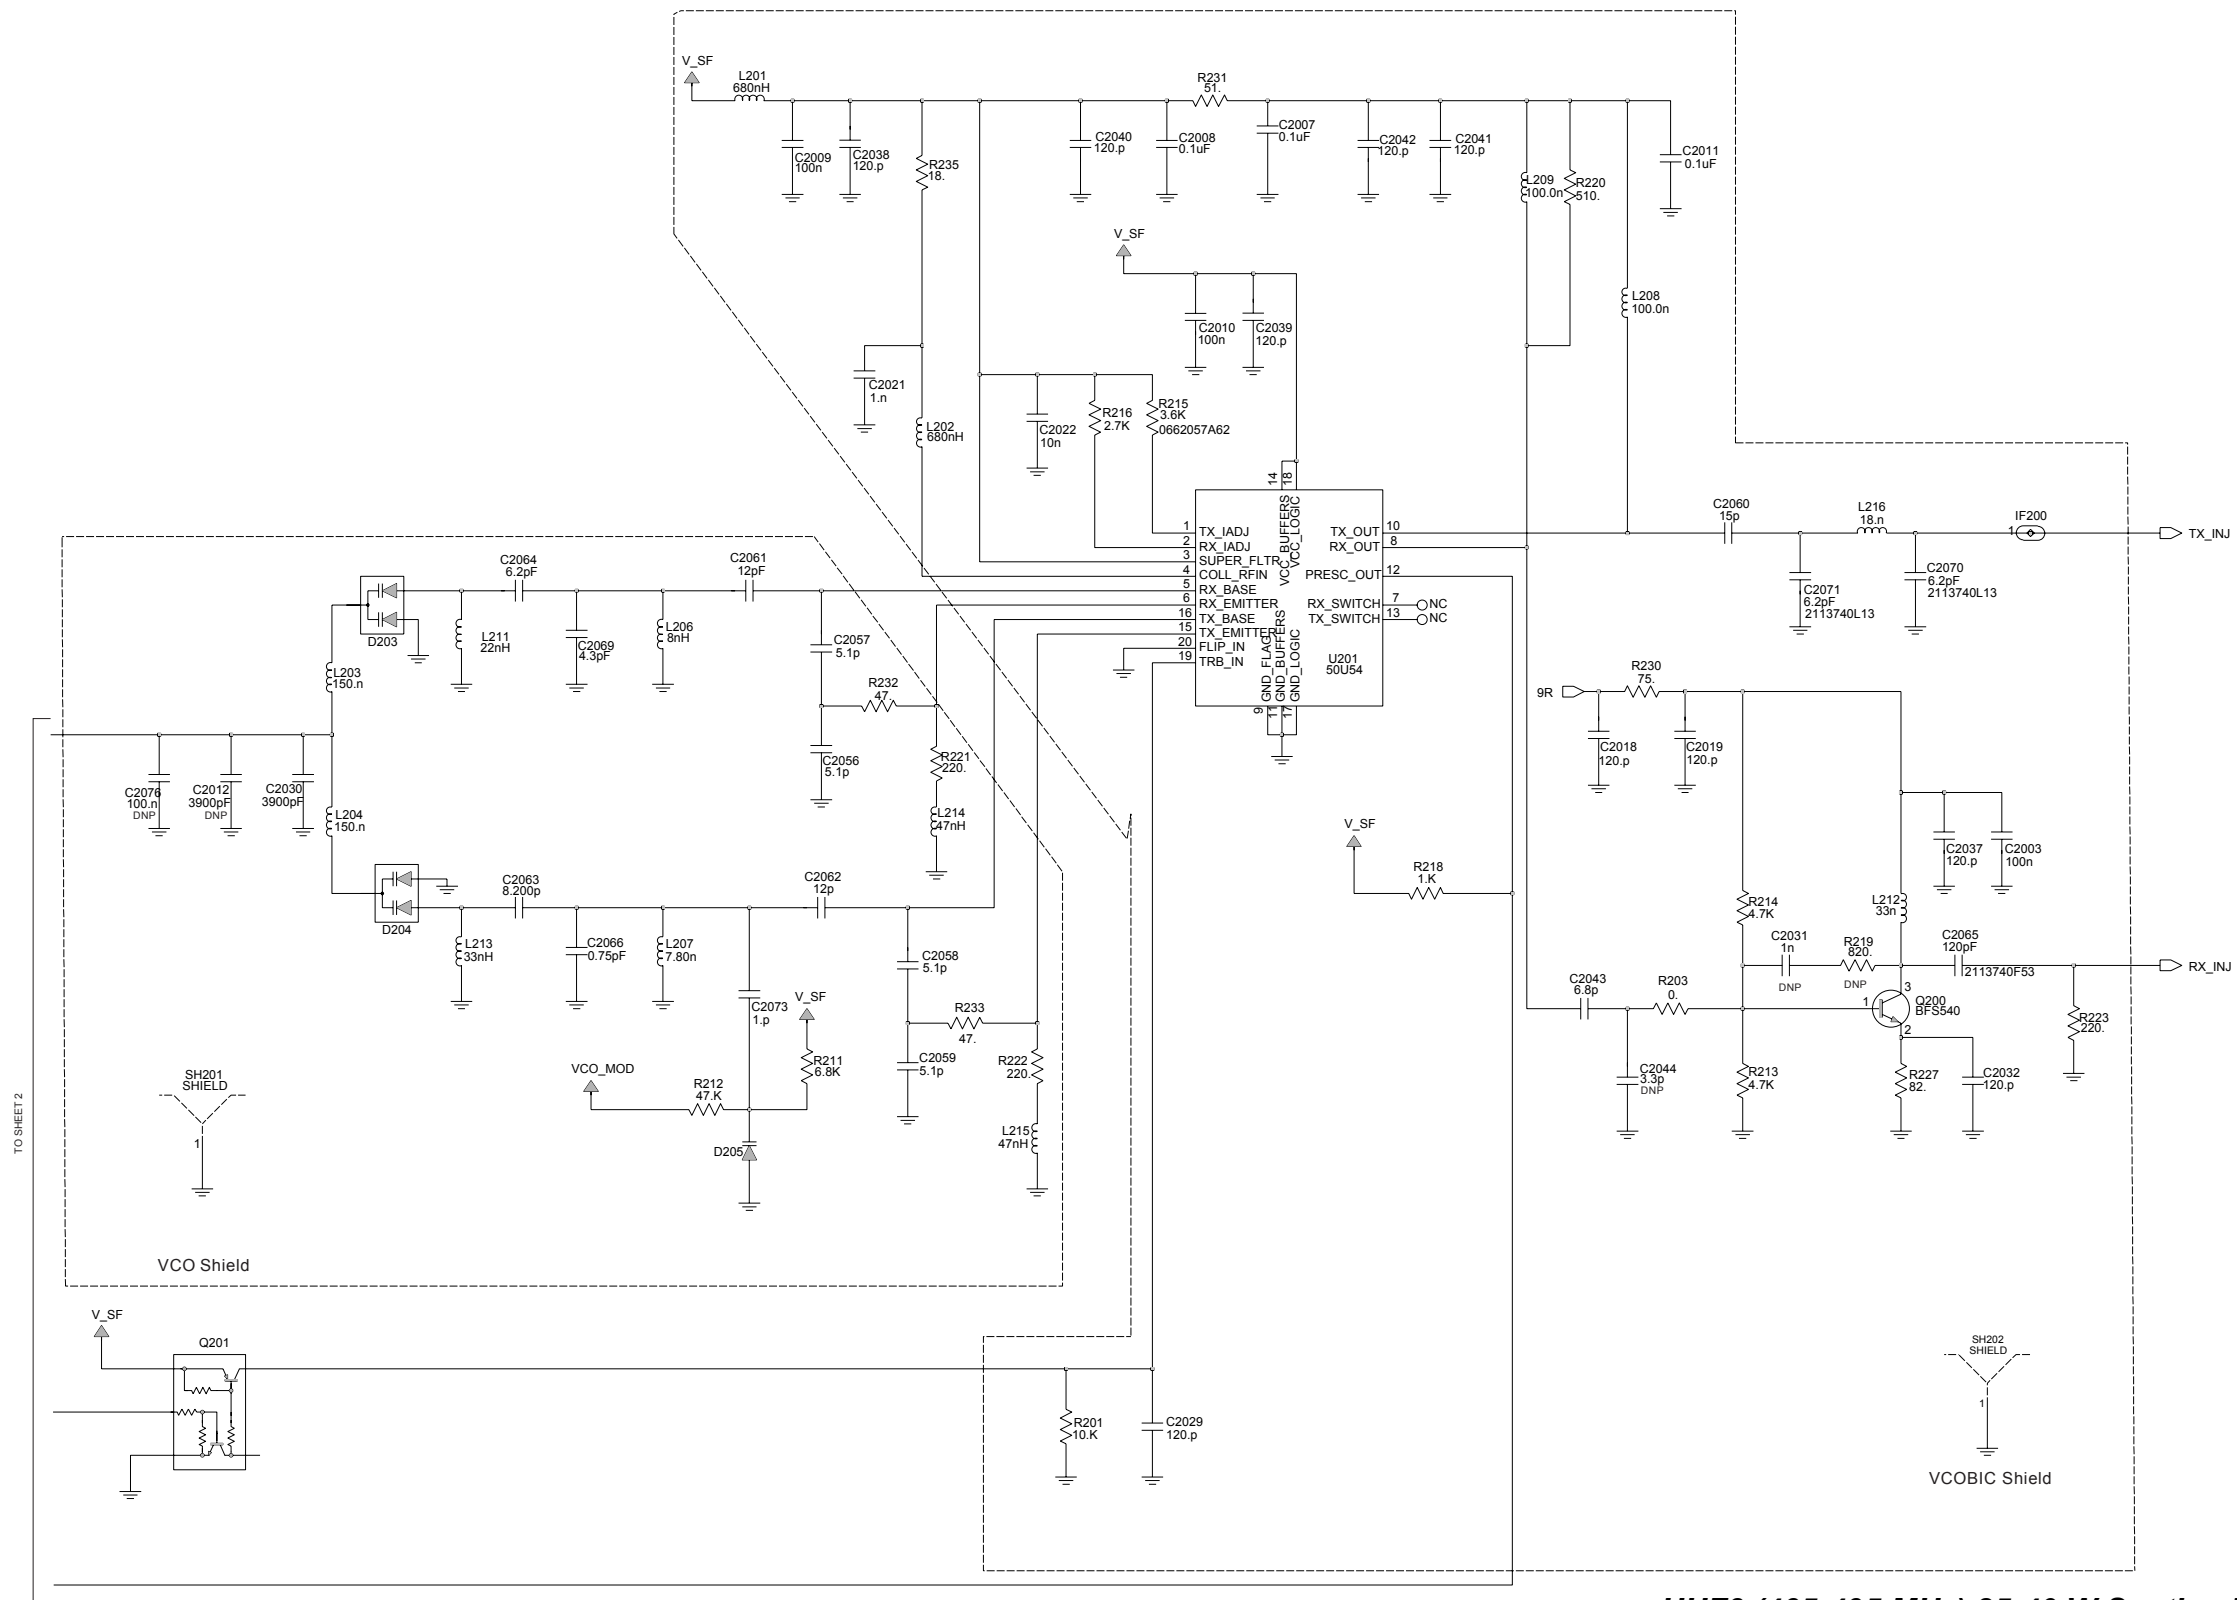 V_SF
L201
680nH
C2009
100n
C2038
120.p
R235
18.
C2040
120.p
C2008
0.1uF
R231
51.
C2007
0.1uF
C2042
120.p
C2041
120.p
L209
100.0n
R220
510.
C2011
0.1uF
V_SF
C2010
100n
C2039
120.p
L208
100.0n
C2021
1.n
L202
680nH
C2022
10n
R216
2.7K
R215
3.6K
0662057A62
14
18
VCC_BUFFERS
VCC_LOGIC
1 TX_IADJ
2 RX_IADJ
3 SUPER_FLTR
4 COLL_RFIN
5 RX_BASE
6 RX_EMITTER
16 TX_BASE
15 TX_EMITTER
20 FLIP_IN
19 TRB_IN
TX_OUT 10
RX_OUT 8
PRESC_OUT 12
RX_SWITCH 7 NC
TX_SWITCH 13 NC
GND_FLAG
GND_BUFFERS
GND_LOGIC
U201
50U54
9
11
17
C2060
15p
L216
18.n
IF200
1
TX_INJ
C2071
6.2pF
2113740L13
C2070
6.2pF
2113740L13
D203
C2064
6.2pF
C2061
12pF
L211
22nH
C2069
4.3pF
L206
8nH
C2057
5.1p
L203
150.n
R232
47.
C2056
5.1p
R221
220.
L214
47nH
C2076
100.n
DNP
C2012
3900pF
DNP
C2030
3900pF
L204
150.n
D204
C2063
8.200p
C2062
12p
L213
33nH
C2066
0.75pF
L207
7.80n
C2058
5.1p
C2073
1.p
V_SF
R233
47.
R211
6.8K
C2059
5.1p
R222
220.
VCO_MOD
R212
47.K
L215
47nH
D205
SH201
SHIELD
1
TO SHEET 2
VCO Shield
9R
R230
75.
C2018
120.p
C2019
120.p
V_SF
R218
1.K
C2037
120.p
C2003
100n
R214
4.7K
L212
33n
C2031
1n
DNP
R219
820.
DNP
C2065
120pF
2113740F53
RX_INJ
C2043
6.8p
R203
0.
1
3
2
Q200
BFS540
R223
220.
C2044
3.3p
DNP
R213
4.7K
R227
82.
C2032
120.p
V_SF
Q201
R201
10.K
C2029
120.p
SH202
SHIELD
1
VCOBIC Shield